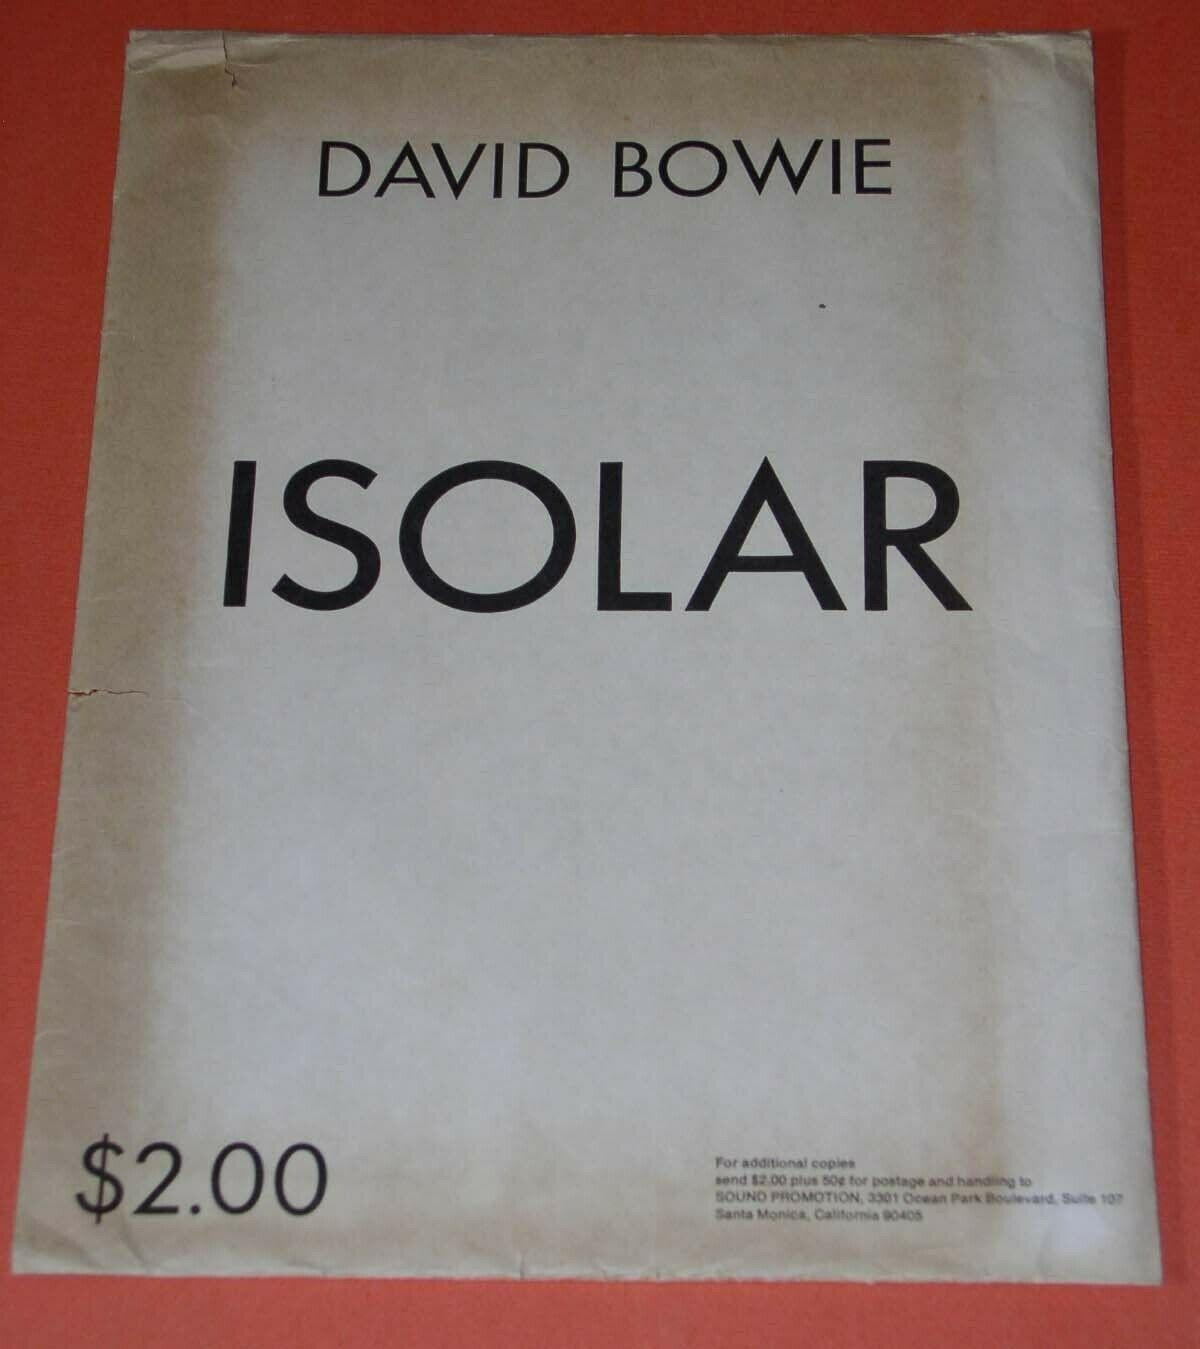 DAVID BOWIE
ISOLAR
$2.00
For additional copies
send $2.00 plus 50¢ for postage and handling to
SOUND PROMOTION, 3301 Ocean Park Boulevard, Suite 107
Santa Monica, California 90405